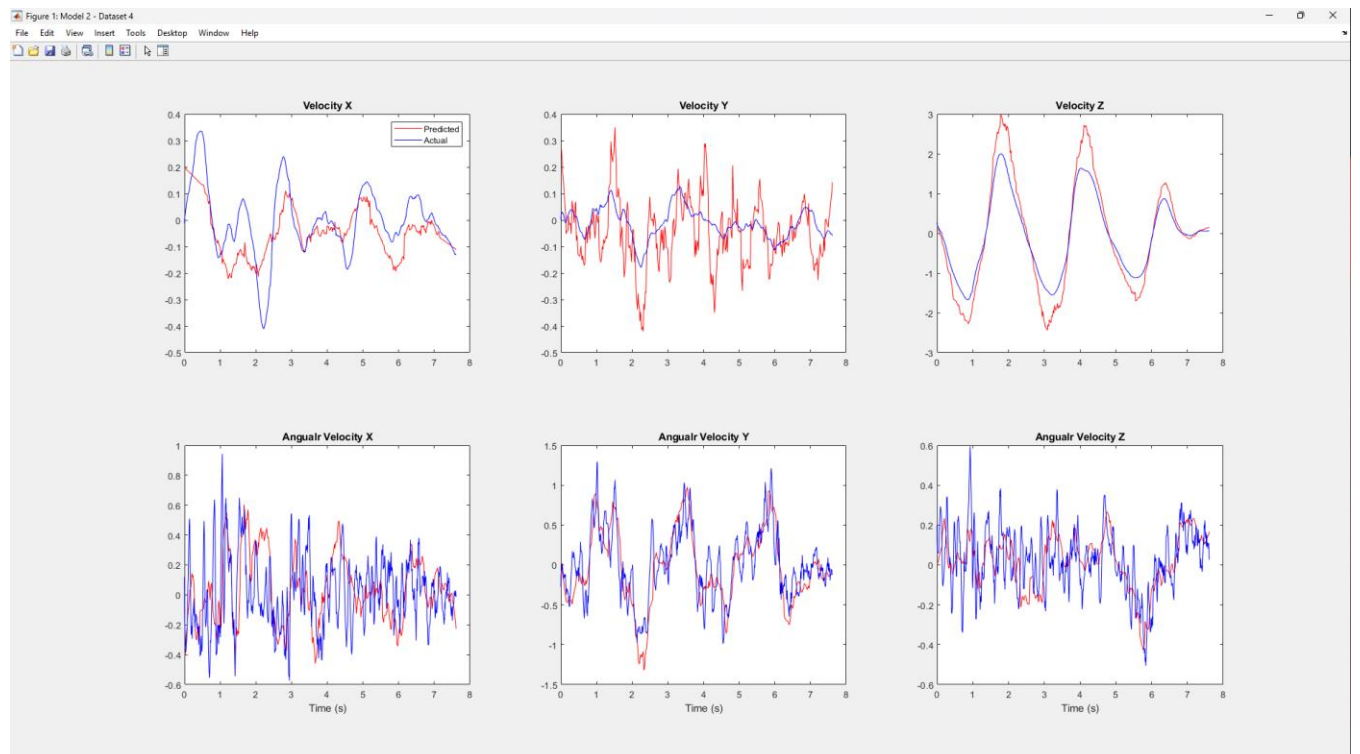 Figure 1: Model 2 - Dataset 4
File Edit View Insert Tools Desktop Window Help
Velocity X
Velocity Y
Velocity Z
0.4
0.3
0.2
0.1
0
-0.1
-0.2
-0.3
-0.4
-0.5
0 1 2 3 4 5 6 7 8
Predicted
Actual
0.4
0.3
0.2
0.1
0
-0.1
-0.2
-0.3
-0.4
-0.5
0 1 2 3 4 5 6 7 8
3
2
1
0
-1
-2
-3
0 1 2 3 4 5 6 7 8
Angualr Velocity X
Angualr Velocity Y
Angualr Velocity Z
1
0.8
0.6
0.4
0.2
0
-0.2
-0.4
-0.6
0 1 2 3 4 5 6 7 8
Time (s)
1.5
1
0.5
0
-0.5
-1
-1.5
0 1 2 3 4 5 6 7 8
Time (s)
0.6
0.4
0.2
0
-0.2
-0.4
-0.6
0 1 2 3 4 5 6 7 8
Time (s)